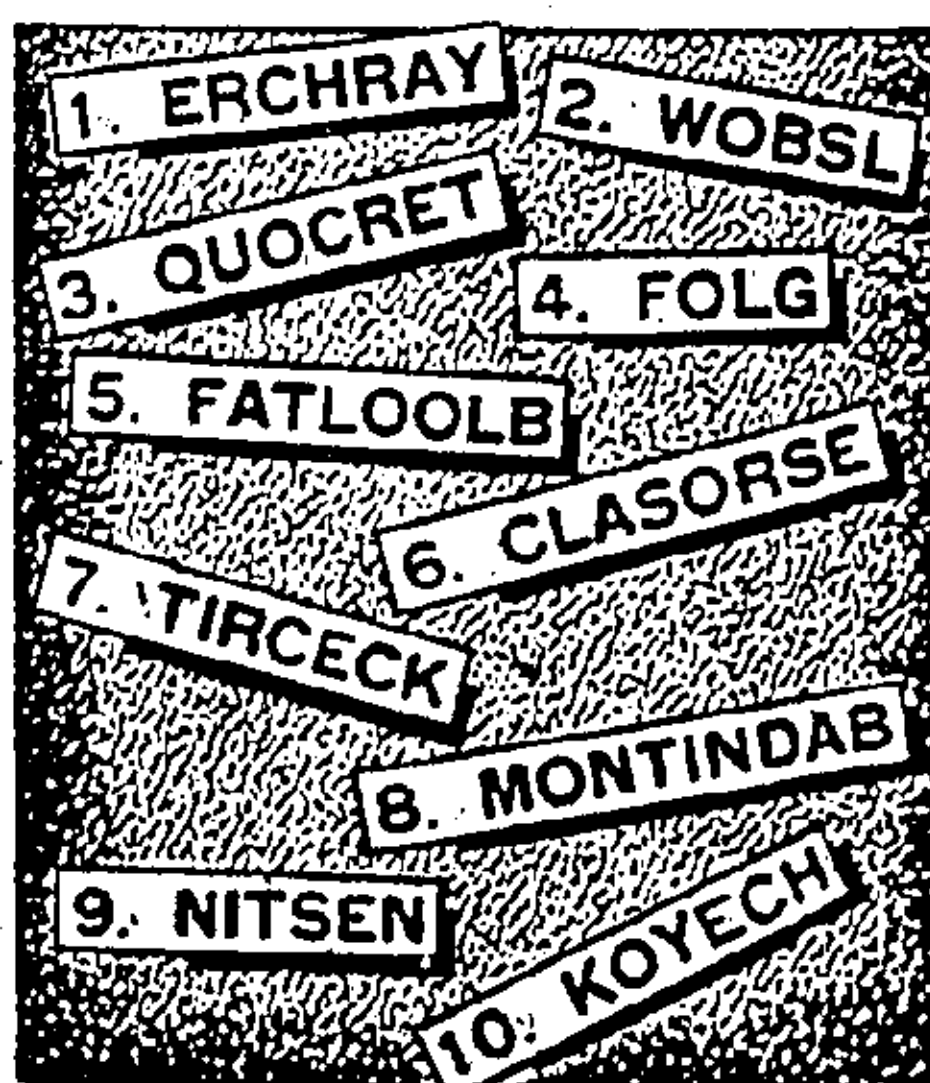 1. ERCHRAY
2. WOBSL
3. QUOCRET
4. FOLG
5. FATLOOLB
6. CLASORSE
7. TIRCECK
8. MONTINDAB
9. NITSEN
10. KOYECH